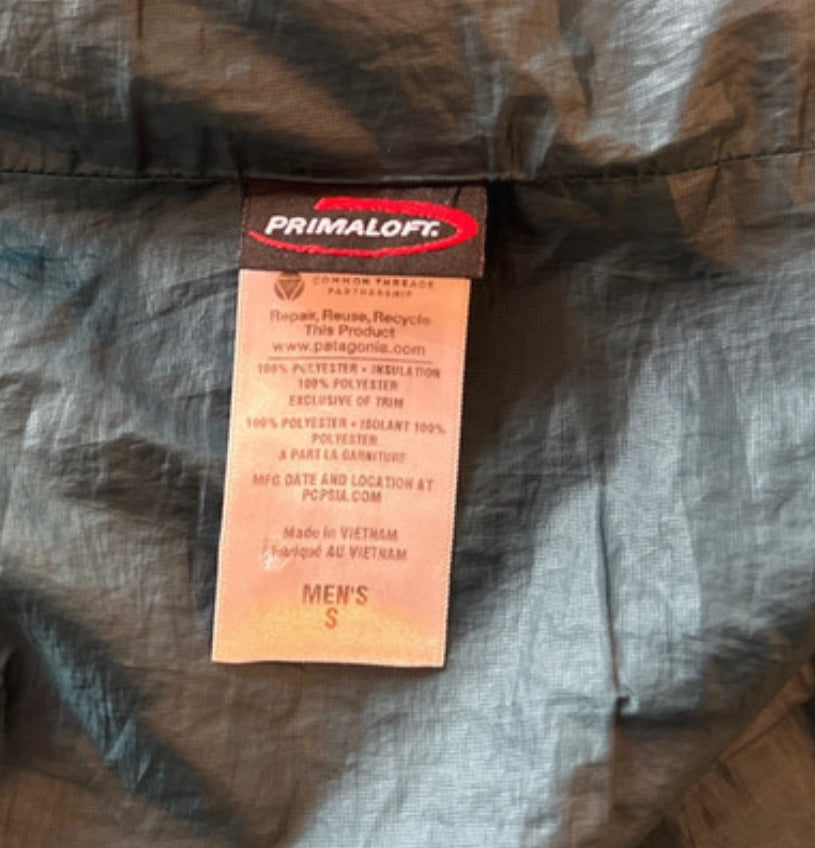 PRIMALOFT.
COMMON THREADS
PARTNERSHIP
Repair, Reuse, Recycle
This Product
www.patagonia.com
100% POLYESTER • INSULATION
100% POLYESTER
EXCLUSIVE OF TRIM
100% POLYESTER • ISOLANT 100%
POLYESTER
À PART LA GARNITURE
MFG DATE AND LOCATION AT
PCPSIA.COM
Made in VIETNAM
Fabriqué AU VIETNAM
MEN'S
S